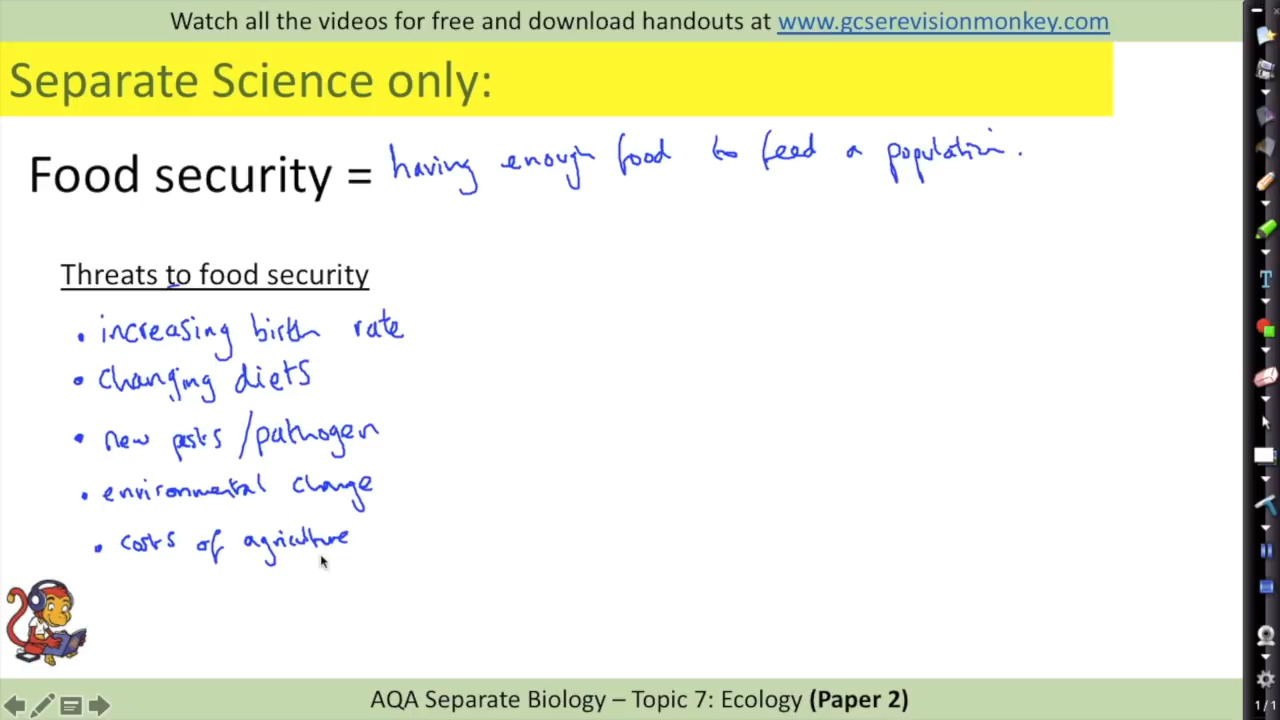 Watch all the videos for free and download handouts at www.gcserevisionmonkey.com
Separate Science only:
Food security = having enough food to feed a population.
Threats to food security
• increasing birth rate
• changing diets
• new pests / pathogen
• environmental change
• costs of agriculture
AQA Separate Biology – Topic 7: Ecology (Paper 2)
T
1 / 1